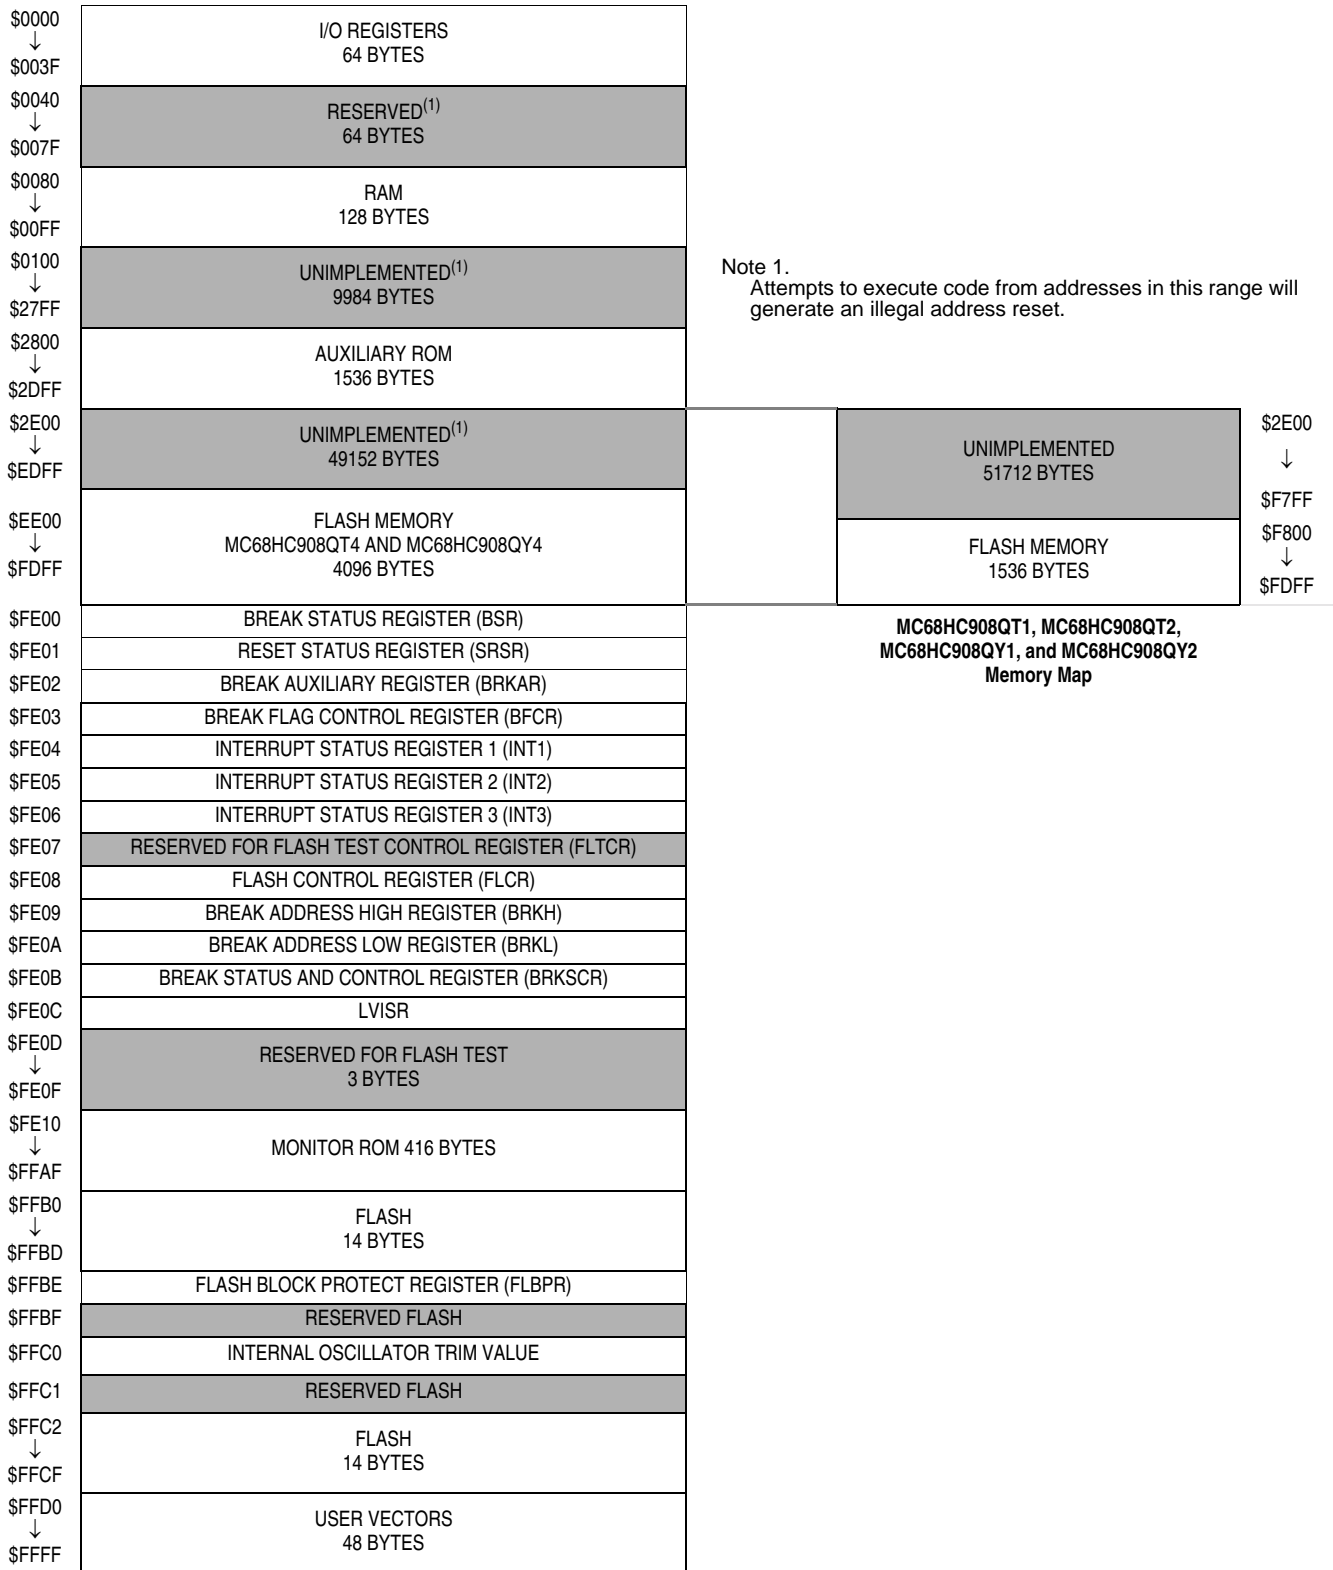 $0000
↓
$003F
I/O REGISTERS
64 BYTES
$0040
↓
$007F
RESERVED(1)
64 BYTES
$0080
↓
$00FF
RAM
128 BYTES
$0100
↓
$27FF
UNIMPLEMENTED(1)
9984 BYTES
Note 1.
Attempts to execute code from addresses in this range will
generate an illegal address reset.
$2800
↓
$2DFF
AUXILIARY ROM
1536 BYTES
$2E00
↓
$EDFF
UNIMPLEMENTED(1)
49152 BYTES
UNIMPLEMENTED
51712 BYTES
$2E00
↓
$F7FF
$EE00
↓
$FDFF
FLASH MEMORY
MC68HC908QT4 AND MC68HC908QY4
4096 BYTES
FLASH MEMORY
1536 BYTES
$F800
↓
$FDFF
MC68HC908QT1, MC68HC908QT2,
MC68HC908QY1, and MC68HC908QY2
Memory Map
$FE00 BREAK STATUS REGISTER (BSR)
$FE01 RESET STATUS REGISTER (SRSR)
$FE02 BREAK AUXILIARY REGISTER (BRKAR)
$FE03 BREAK FLAG CONTROL REGISTER (BFCR)
$FE04 INTERRUPT STATUS REGISTER 1 (INT1)
$FE05 INTERRUPT STATUS REGISTER 2 (INT2)
$FE06 INTERRUPT STATUS REGISTER 3 (INT3)
$FE07 RESERVED FOR FLASH TEST CONTROL REGISTER (FLTCR)
$FE08 FLASH CONTROL REGISTER (FLCR)
$FE09 BREAK ADDRESS HIGH REGISTER (BRKH)
$FE0A BREAK ADDRESS LOW REGISTER (BRKL)
$FE0B BREAK STATUS AND CONTROL REGISTER (BRKSCR)
$FE0C LVISR
$FE0D
↓
$FE0F
RESERVED FOR FLASH TEST
3 BYTES
$FE10
↓
$FFAF
MONITOR ROM 416 BYTES
$FFB0
↓
$FFBD
FLASH
14 BYTES
$FFBE FLASH BLOCK PROTECT REGISTER (FLBPR)
$FFBF RESERVED FLASH
$FFC0 INTERNAL OSCILLATOR TRIM VALUE
$FFC1 RESERVED FLASH
$FFC2
↓
$FFCF
FLASH
14 BYTES
$FFD0
↓
$FFFF
USER VECTORS
48 BYTES